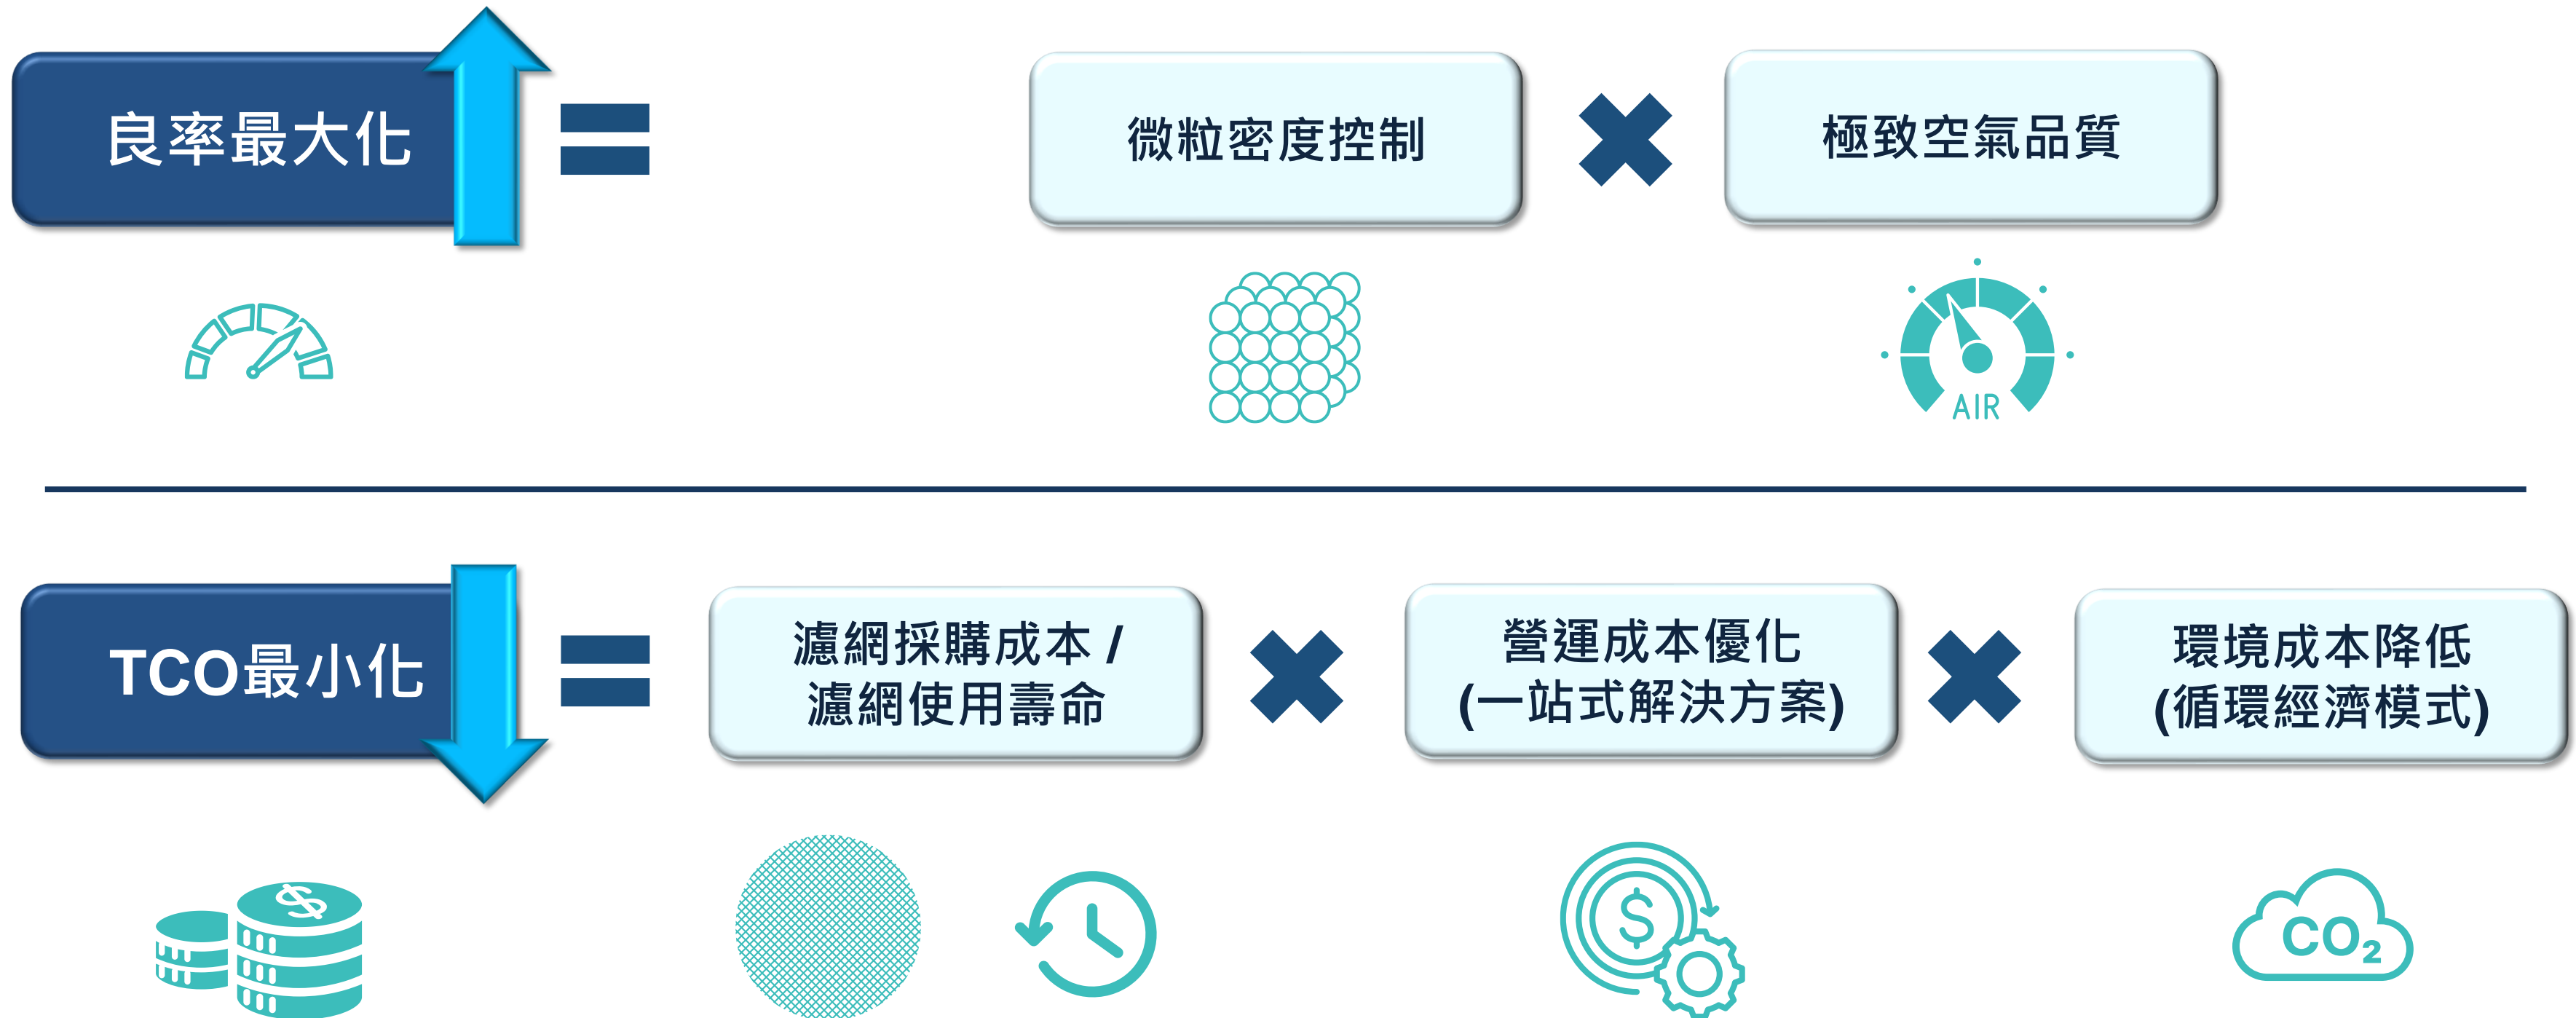 良率最大化
微粒密度控制
極致空氣品質
AIR
TCO最小化
濾網採購成本 /
濾網使用壽命
營運成本優化
(一站式解決方案)
環境成本降低
(循環經濟模式)
$
$
CO₂